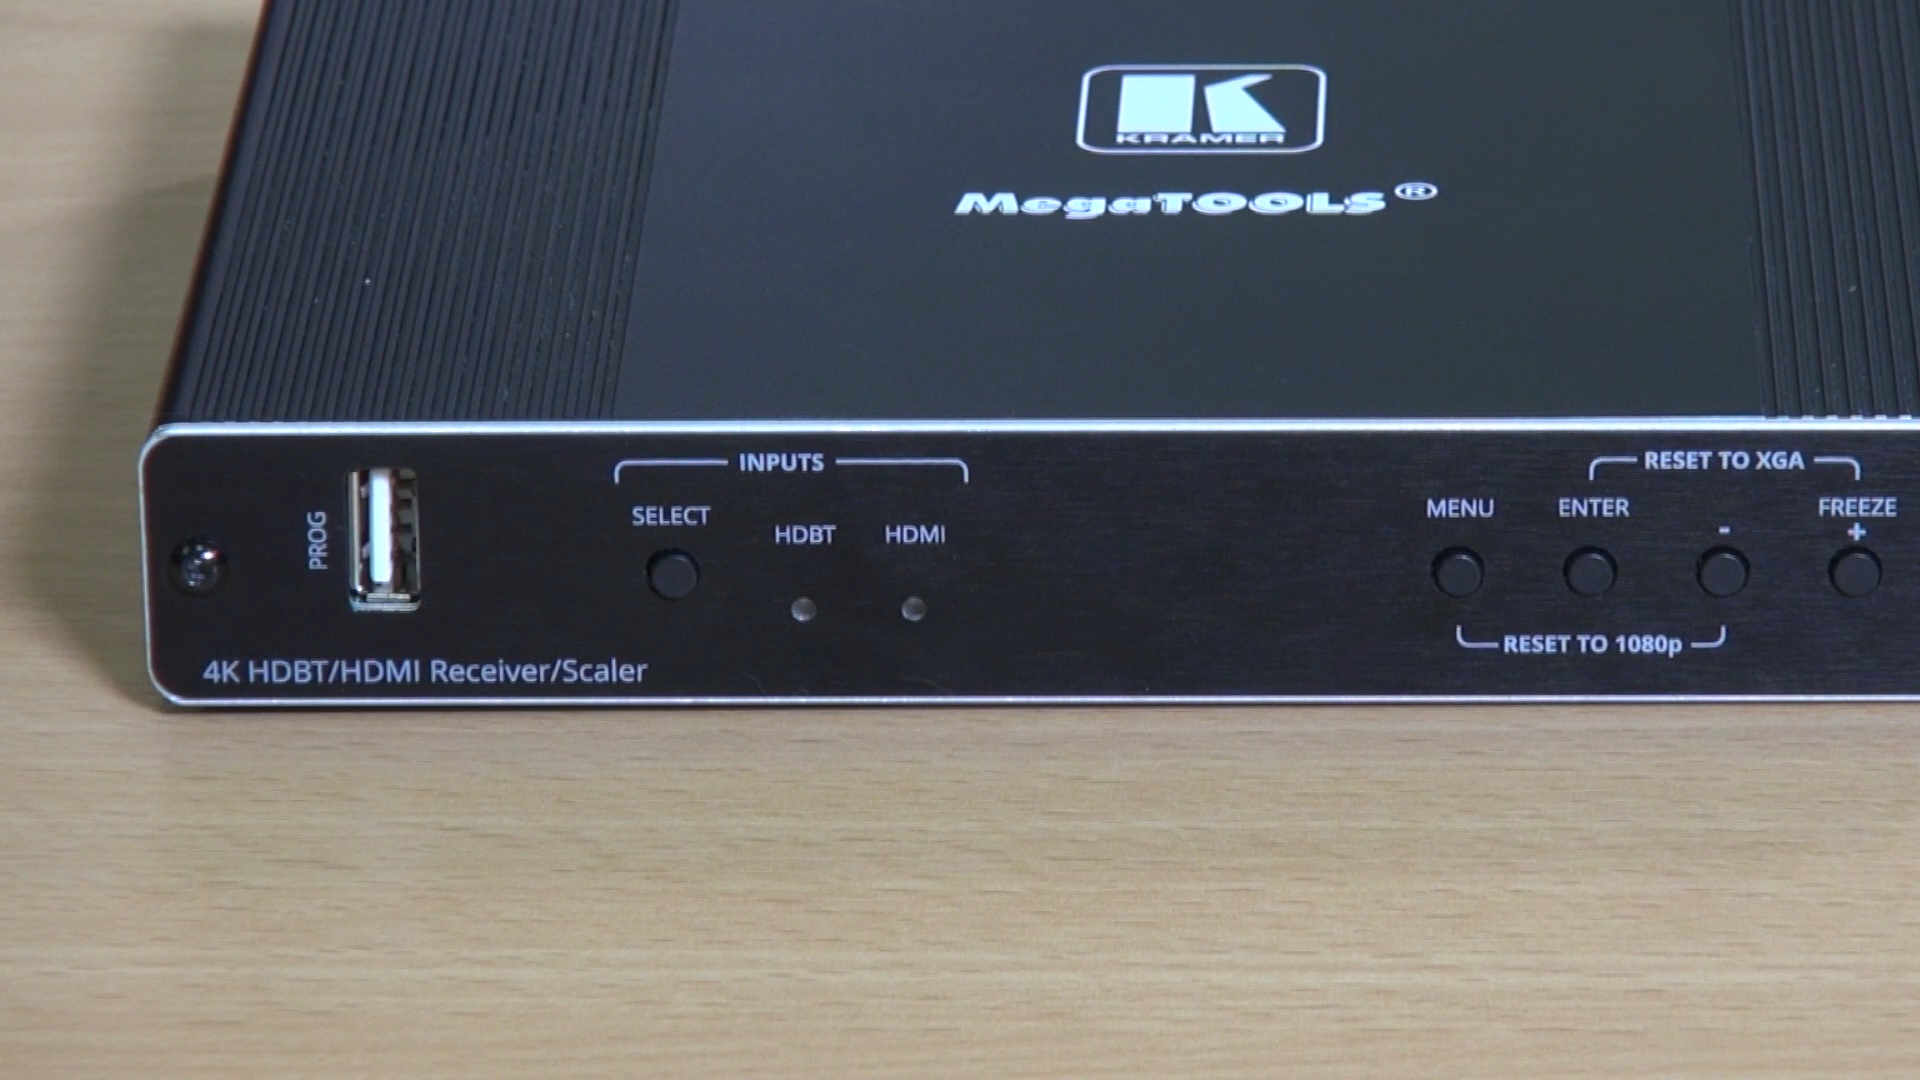 KRAMER
MegaTOOLS®
PROG
INPUTS
SELECT
HDBT
HDMI
RESET TO XGA
MENU
ENTER
-
FREEZE
+
RESET TO 1080p
4K HDBT/HDMI Receiver/Scaler